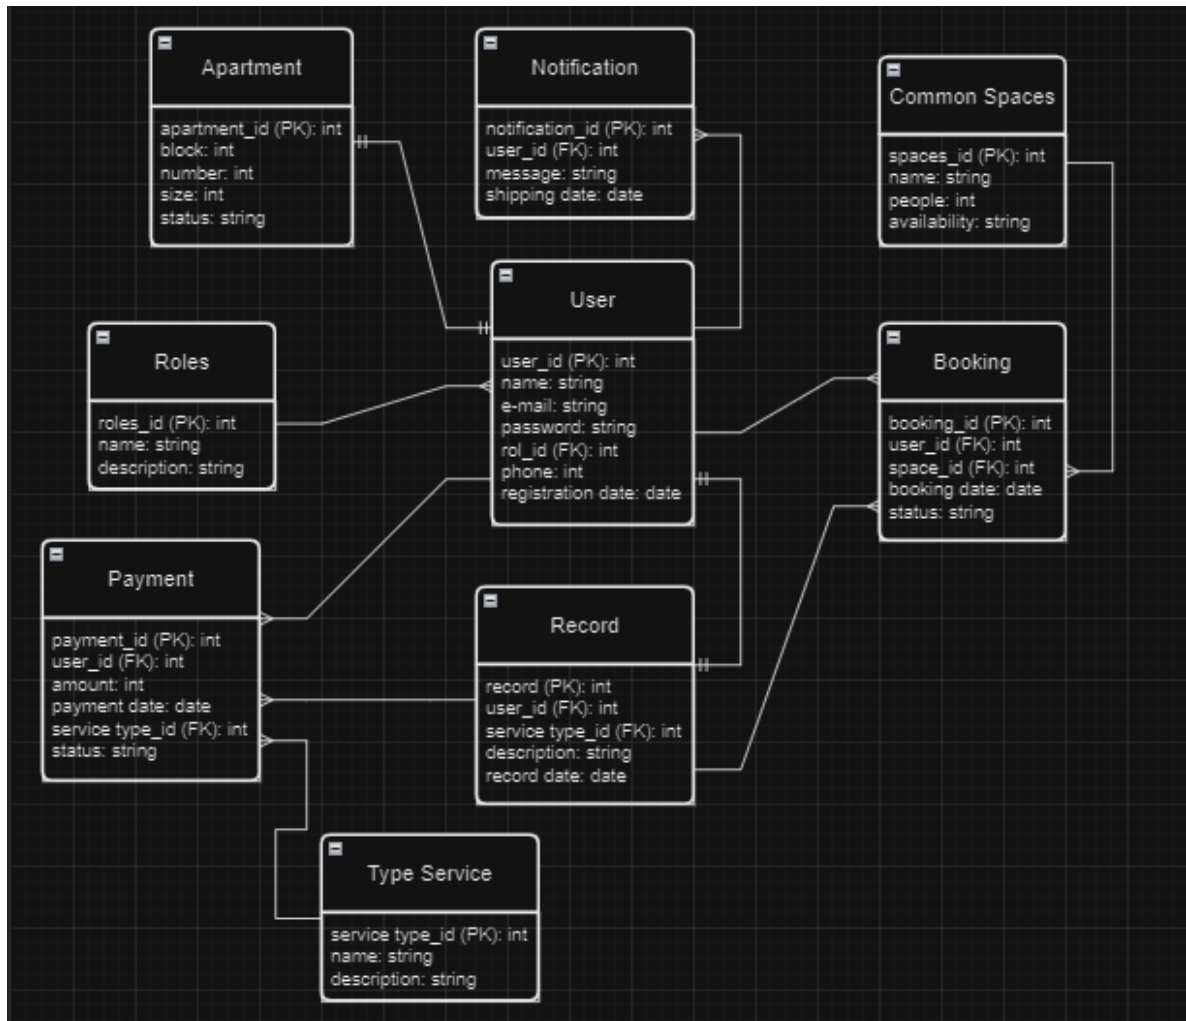 Apartment
apartment_id (PK): int
block: int
number: int
size: int
status: string
Notification
notification_id (PK): int
user_id (FK): int
message: string
shipping date: date
Common Spaces
spaces_id (PK): int
name: string
people: int
availability: string
User
user_id (PK): int
name: string
e-mail: string
password: string
rol_id (FK): int
phone: int
registration date: date
Roles
roles_id (PK): int
name: string
description: string
Booking
booking_id (PK): int
user_id (FK): int
space_id (FK): int
booking date: date
status: string
Payment
payment_id (PK): int
user_id (FK): int
amount: int
payment date: date
service type_id (FK): int
status: string
Record
record (PK): int
user_id (FK): int
service type_id (FK): int
description: string
record date: date
Type Service
service type_id (PK): int
name: string
description: string